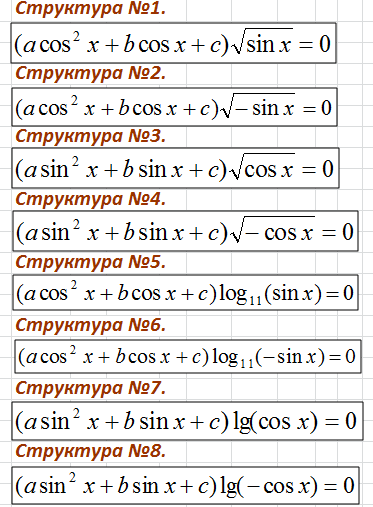 Структура №1.
(a cos² x + b cos x + c)√sin x = 0
Структура №2.
(a cos² x + b cos x + c)√− sin x = 0
Структура №3.
(a sin² x + b sin x + c)√cos x = 0
Структура №4.
(a sin² x + b sin x + c)√− cos x = 0
Структура №5.
(a cos² x + b cos x + c) log₁₁(sin x) = 0
Структура №6.
(a cos² x + b cos x + c) log₁₁(− sin x) = 0
Структура №7.
(a sin² x + b sin x + c) lg(cos x) = 0
Структура №8.
(a sin² x + b sin x + c) lg(− cos x) = 0